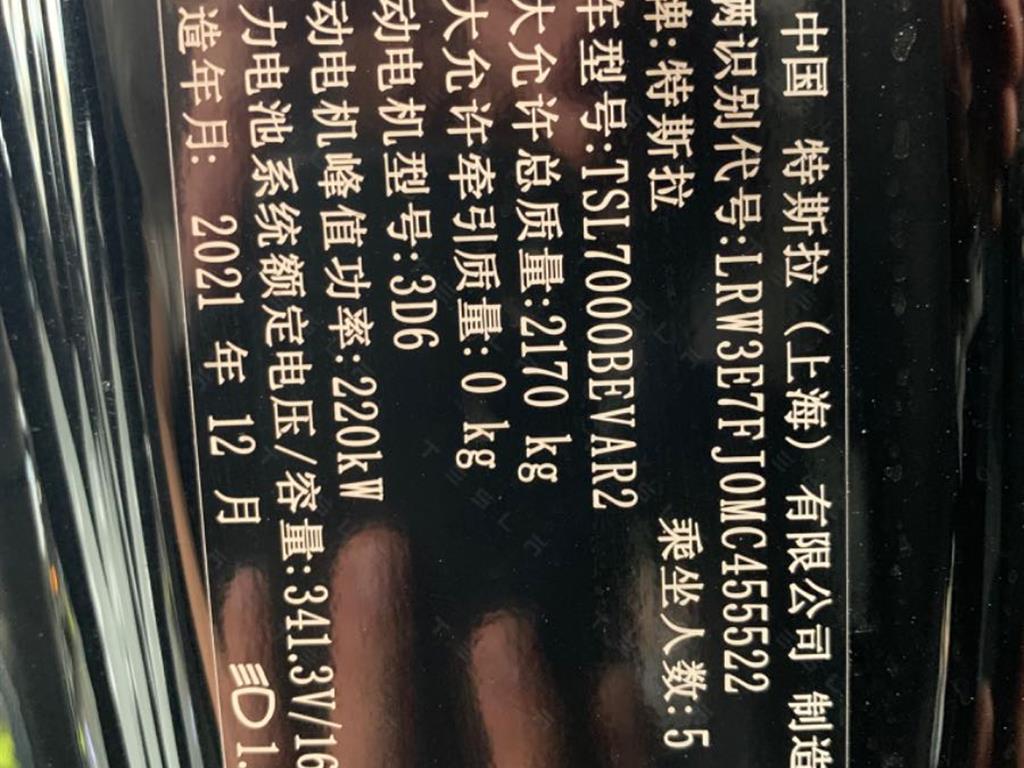 中国 特斯拉（上海）有限公司 制造
辆识别代号:LRW3E7FJ0MC455522
牌:特斯拉 乘坐人数:5
车型号:TSL7000BEVAR2
大允许总质量:2170 kg
大允许牵引质量:0 kg
动电机型号:3D6
动电机峰值功率:220kW
力电池系统额定电压/容量:341.3V/16
造年月: 2021 年 12 月 1.